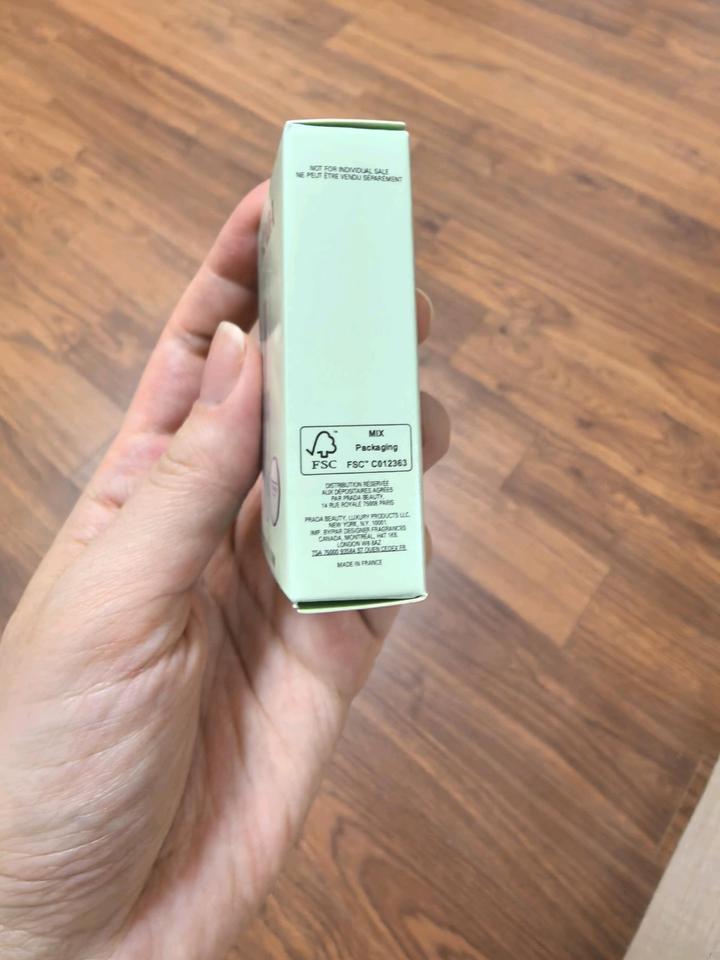 NOT FOR INDIVIDUAL SALE
NE PEUT ÊTRE VENDU SÉPARÉMENT
FSC™
MIX
Packaging
FSC™ C012363
DISTRIBUTION RÉSERVÉE
AUX DÉPOSITAIRES AGRÉÉS
PAR PRADA BEAUTY,
14 RUE ROYALE 75008 PARIS
PRADA BEAUTY, LUXURY PRODUCTS LLC,
NEW YORK, N.Y. 10001.
IMP. BY/PAR DESIGNER FRAGRANCES
CANADA, MONTRÉAL, H4T 1K6.
LONDON W8 8AZ
TSA 75000 93584 ST OUEN CEDEX FR.
MADE IN FRANCE